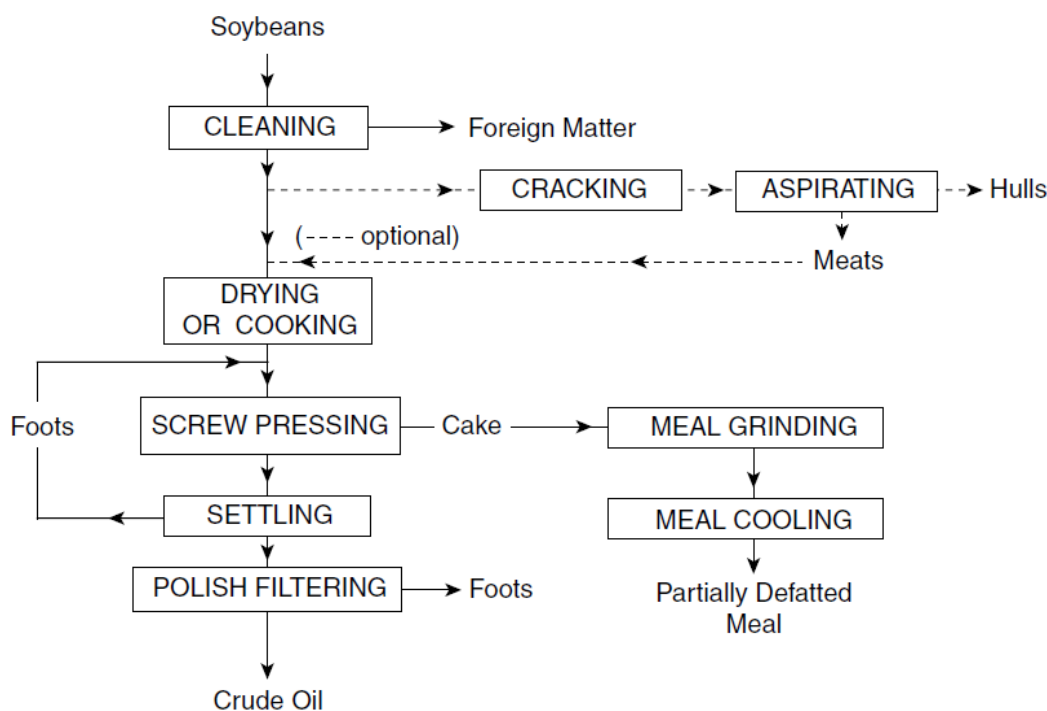 Soybeans
CLEANING
Foreign Matter
CRACKING
ASPIRATING
Hulls
(---- optional)
Meats
DRYING
OR COOKING
Foots
SCREW PRESSING
Cake
MEAL GRINDING
SETTLING
MEAL COOLING
POLISH FILTERING
Foots
Partially Defatted
Meal
Crude Oil